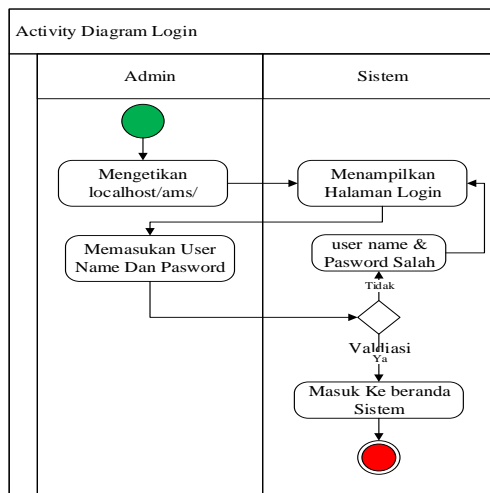 Activity Diagram Login
Admin
Sistem
Mengetikan
localhost/ams/
Menampilkan
Halaman Login
Memasukan User
Name Dan Pasword
user name &
Pasword Salah
Tidak
Valdiasi
Ya
Masuk Ke beranda
Sistem